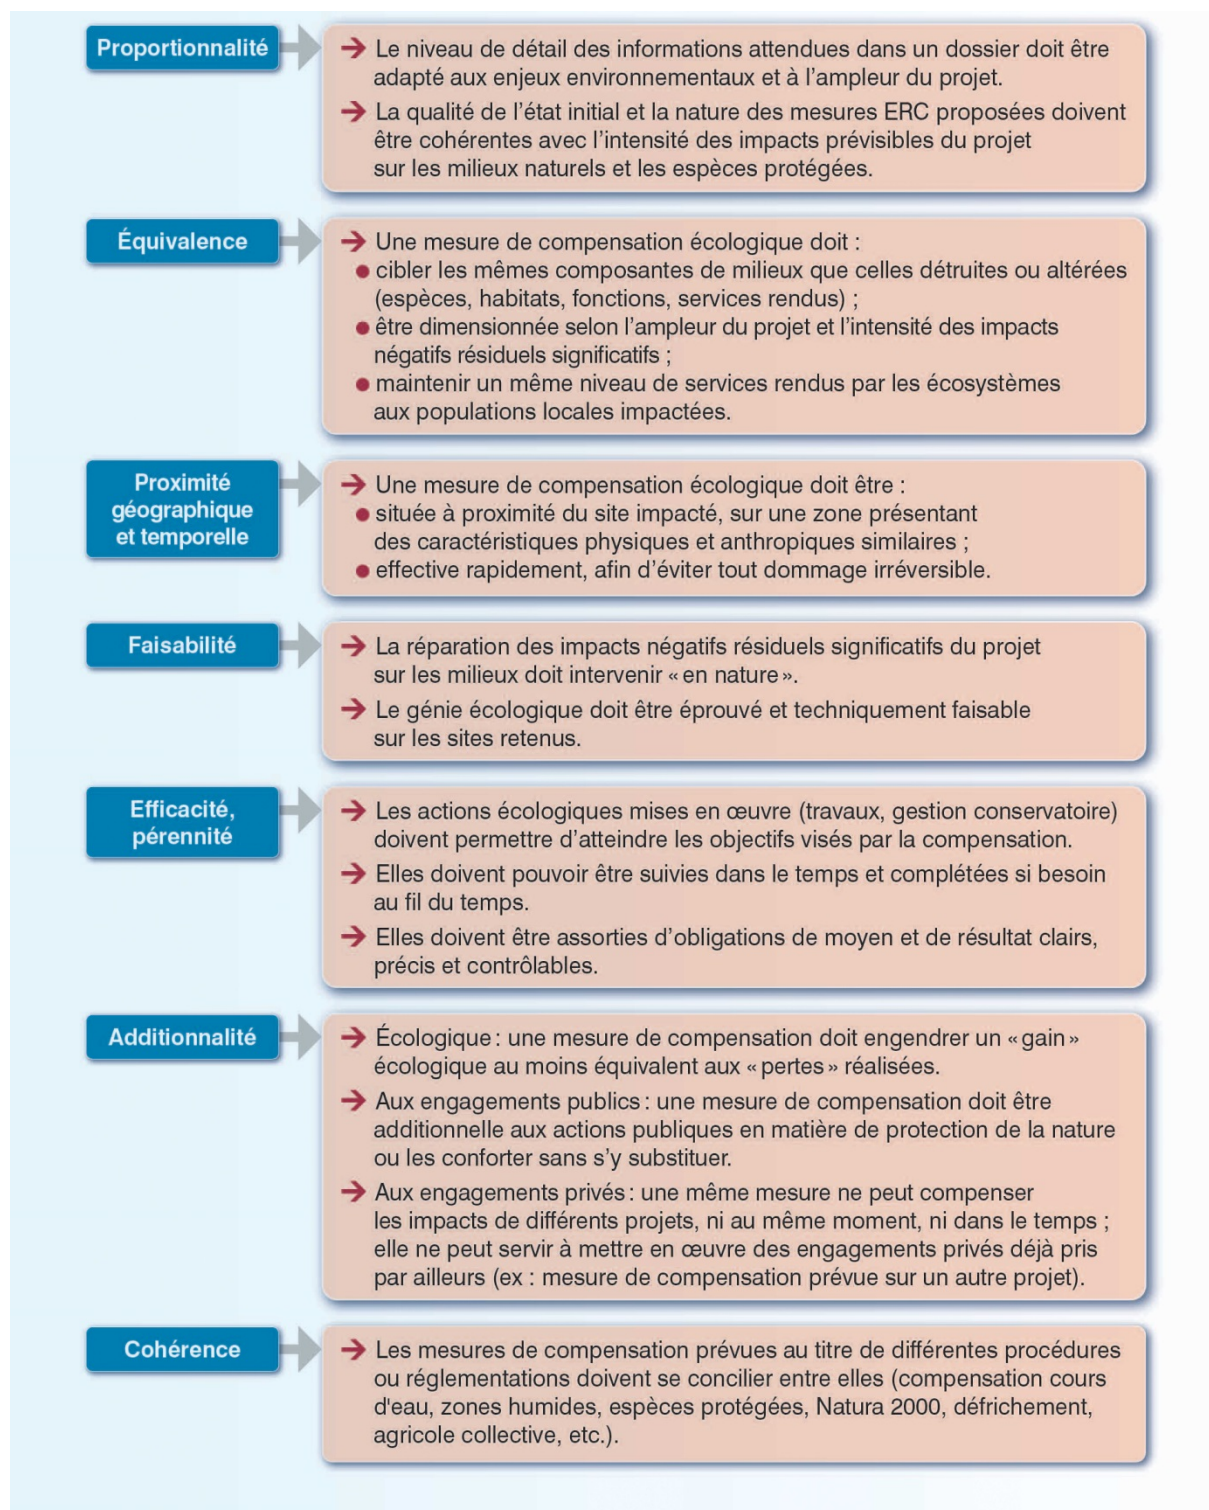 Proportionnalité
➔ Le niveau de détail des informations attendues dans un dossier doit être
adapté aux enjeux environnementaux et à l’ampleur du projet.
➔ La qualité de l’état initial et la nature des mesures ERC proposées doivent
être cohérentes avec l’intensité des impacts prévisibles du projet
sur les milieux naturels et les espèces protégées.
Équivalence
➔ Une mesure de compensation écologique doit :
● cibler les mêmes composantes de milieux que celles détruites ou altérées
(espèces, habitats, fonctions, services rendus) ;
● être dimensionnée selon l’ampleur du projet et l’intensité des impacts
négatifs résiduels significatifs ;
● maintenir un même niveau de services rendus par les écosystèmes
aux populations locales impactées.
Proximité
géographique
et temporelle
➔ Une mesure de compensation écologique doit être :
● située à proximité du site impacté, sur une zone présentant
des caractéristiques physiques et anthropiques similaires ;
● effective rapidement, afin d’éviter tout dommage irréversible.
Faisabilité
➔ La réparation des impacts négatifs résiduels significatifs du projet
sur les milieux doit intervenir « en nature ».
➔ Le génie écologique doit être éprouvé et techniquement faisable
sur les sites retenus.
Efficacité,
pérennité
➔ Les actions écologiques mises en œuvre (travaux, gestion conservatoire)
doivent permettre d’atteindre les objectifs visés par la compensation.
➔ Elles doivent pouvoir être suivies dans le temps et complétées si besoin
au fil du temps.
➔ Elles doivent être assorties d’obligations de moyen et de résultat clairs,
précis et contrôlables.
Additionnalité
➔ Écologique : une mesure de compensation doit engendrer un « gain »
écologique au moins équivalent aux « pertes » réalisées.
➔ Aux engagements publics : une mesure de compensation doit être
additionnelle aux actions publiques en matière de protection de la nature
ou les conforter sans s’y substituer.
➔ Aux engagements privés : une même mesure ne peut compenser
les impacts de différents projets, ni au même moment, ni dans le temps ;
elle ne peut servir à mettre en œuvre des engagements privés déjà pris
par ailleurs (ex : mesure de compensation prévue sur un autre projet).
Cohérence
➔ Les mesures de compensation prévues au titre de différentes procédures
ou réglementations doivent se concilier entre elles (compensation cours
d'eau, zones humides, espèces protégées, Natura 2000, défrichement,
agricole collective, etc.).